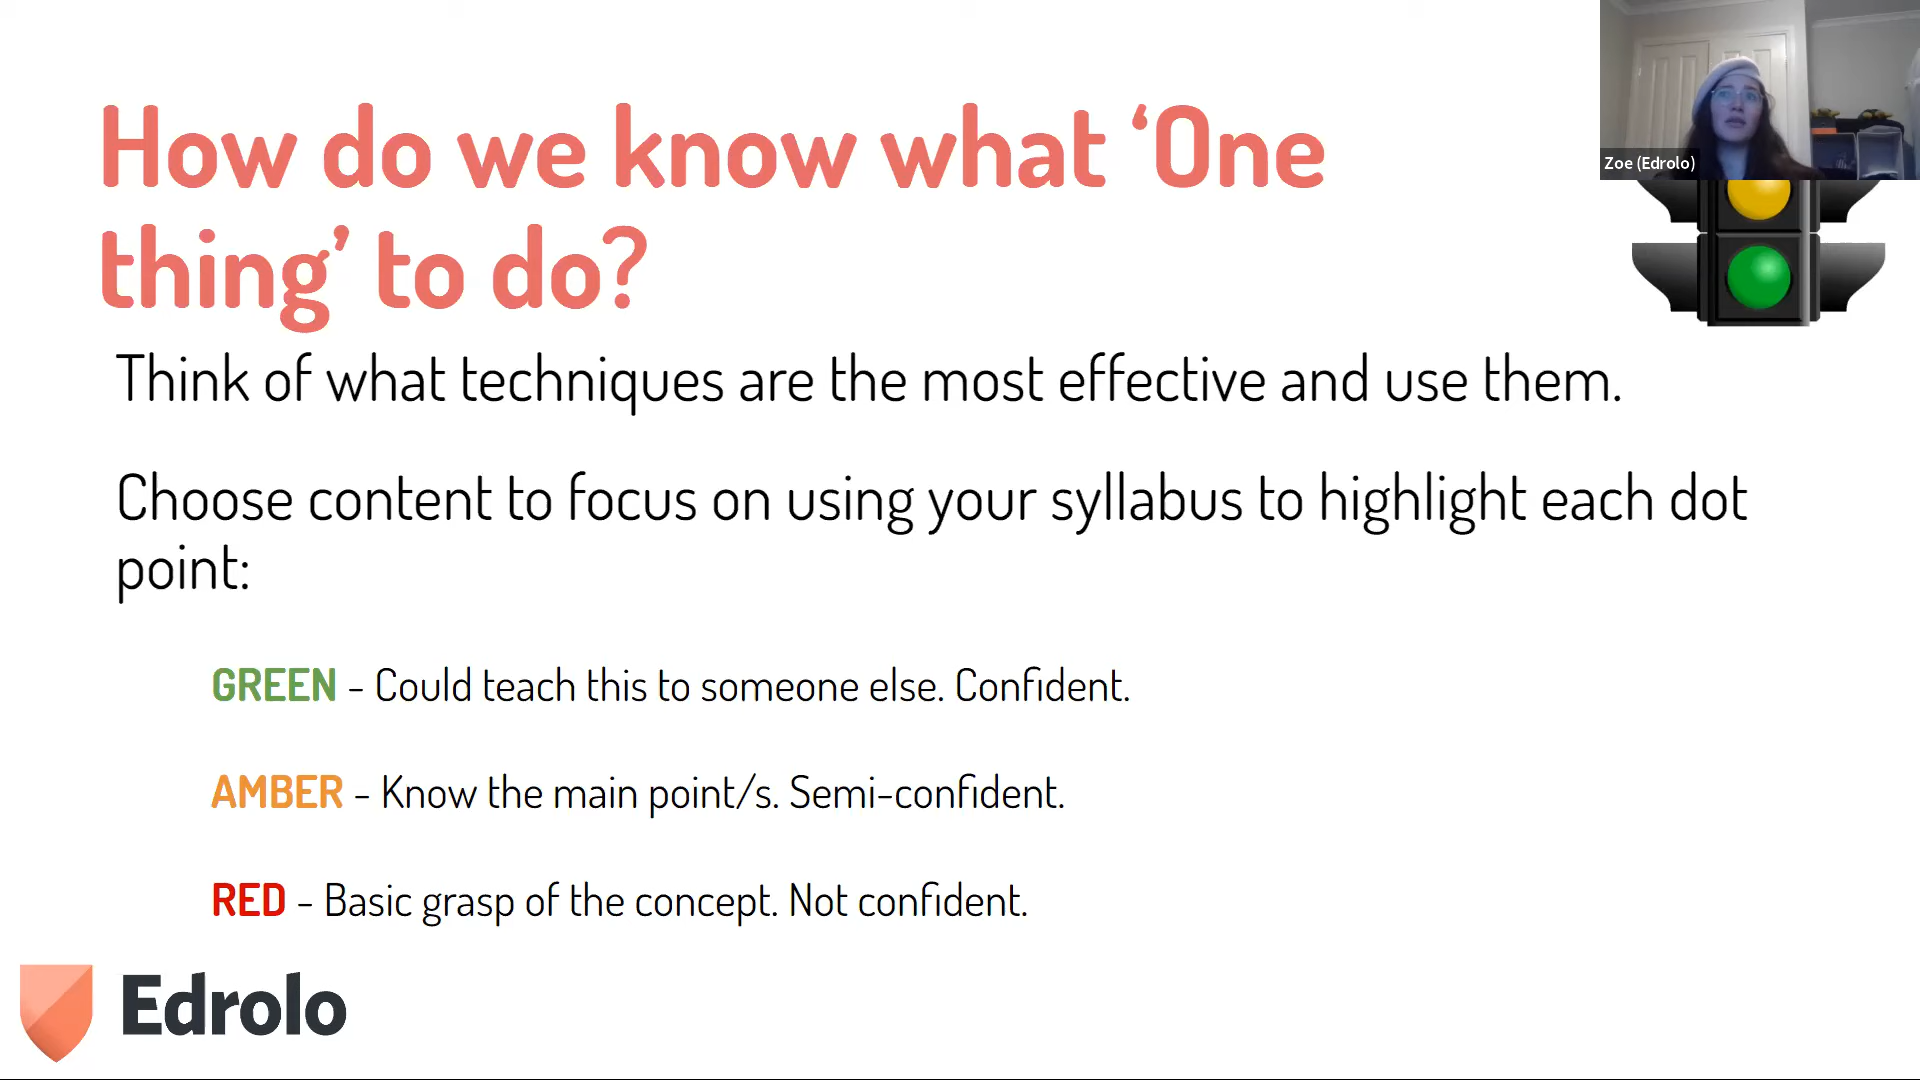 How do we know what ‘One
thing’ to do?
Zoe (Edrolo)
Think of what techniques are the most effective and use them.
Choose content to focus on using your syllabus to highlight each dot
point:
GREEN - Could teach this to someone else. Confident.
AMBER - Know the main point/s. Semi-confident.
RED - Basic grasp of the concept. Not confident.
Edrolo